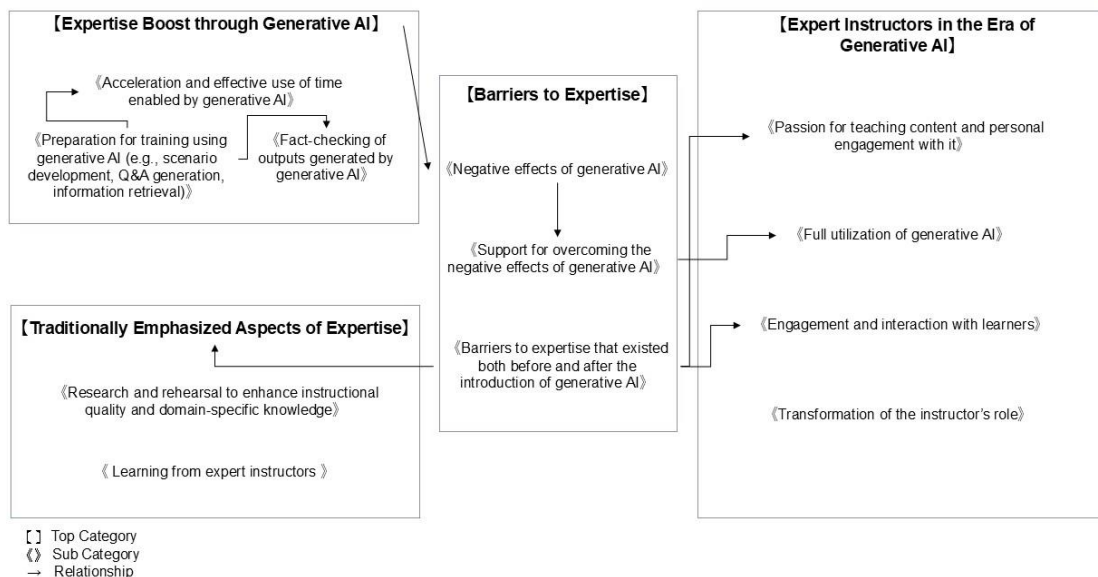 【Expertise Boost through Generative AI】
《Acceleration and effective use of time
enabled by generative AI》
《Preparation for training using
generative AI (e.g., scenario
development, Q&A generation,
information retrieval)》
《Fact-checking of
outputs generated by
generative AI》
【Traditionally Emphasized Aspects of Expertise】
《Research and rehearsal to enhance instructional
quality and domain-specific knowledge》
《 Learning from expert instructors 》
【Barriers to Expertise】
《Negative effects of generative AI》
《Support for overcoming the
negative effects of generative AI》
《Barriers to expertise that existed
both before and after the
introduction of generative AI》
【Expert Instructors in the Era of
Generative AI】
《Passion for teaching content and personal
engagement with it》
《Full utilization of generative AI》
《Engagement and interaction with learners》
《Transformation of the instructor’s role》
【 】 Top Category
《》 Sub Category
→ Relationship